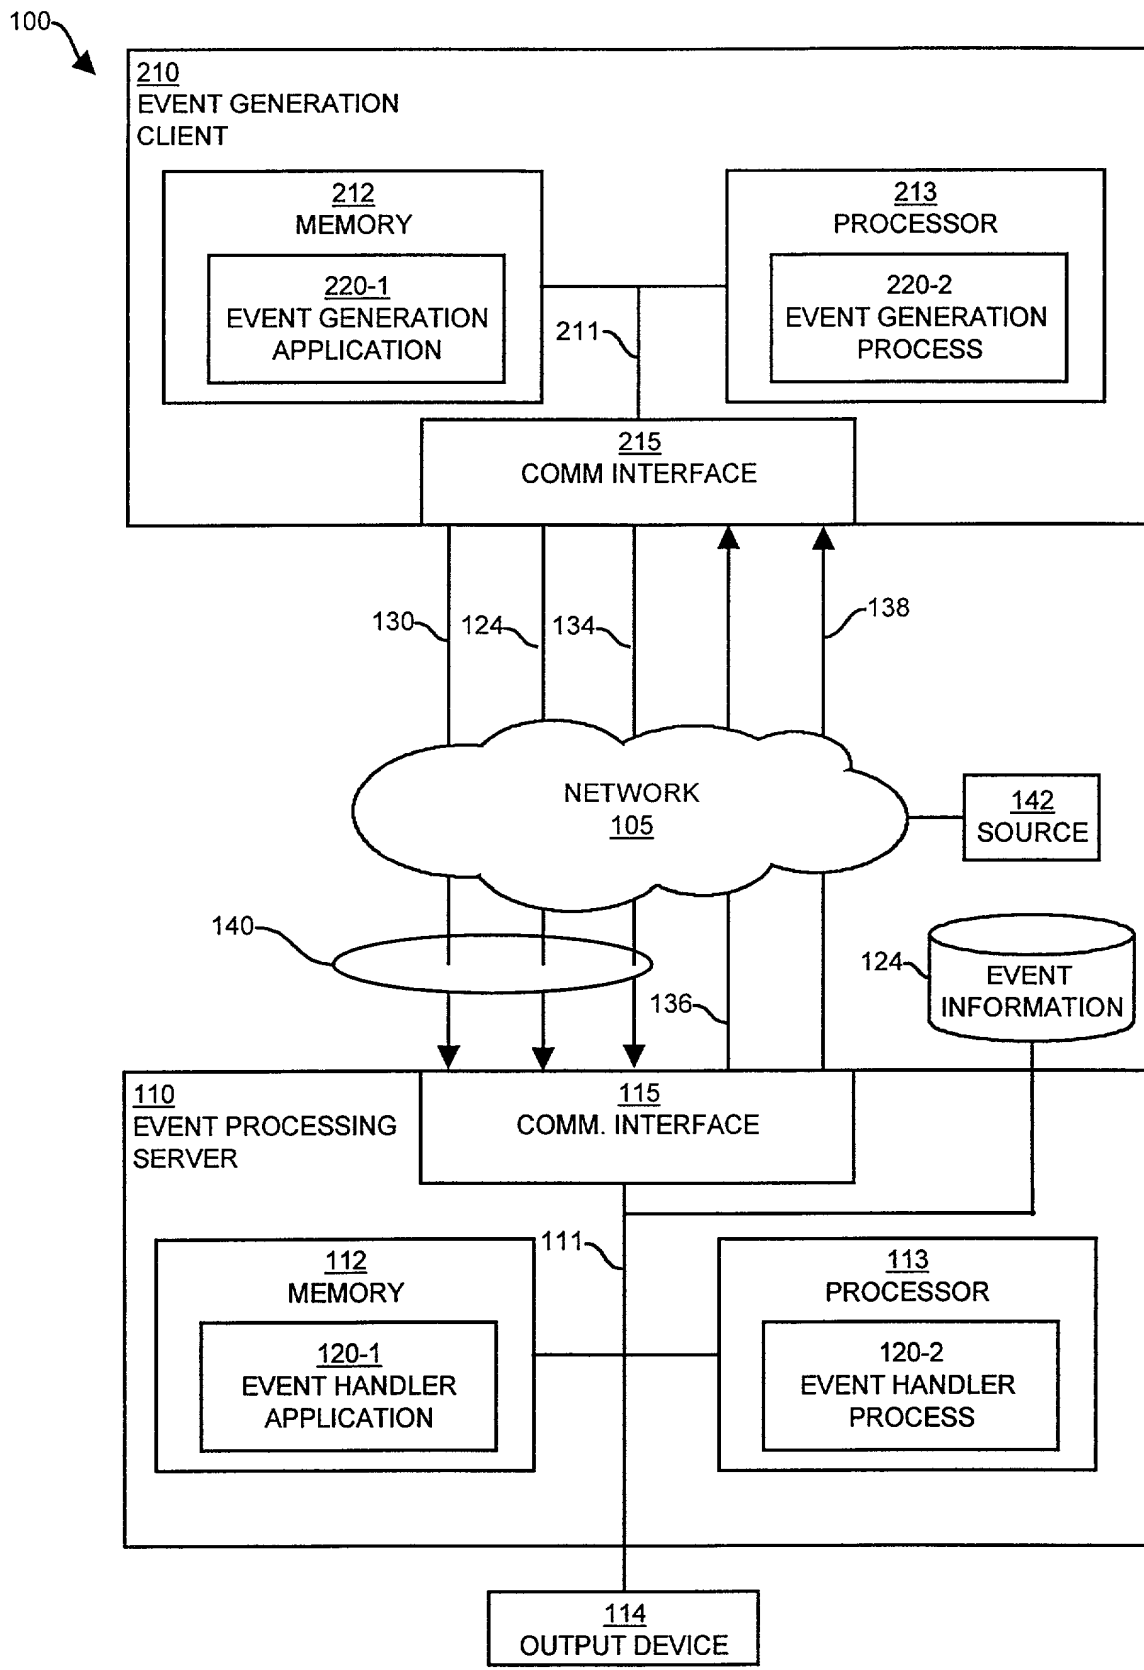 100
210
EVENT GENERATION
CLIENT
212
MEMORY
220-1
EVENT GENERATION
APPLICATION
213
PROCESSOR
220-2
EVENT GENERATION
PROCESS
211
215
COMM INTERFACE
130
124
134
138
NETWORK
105
142
SOURCE
140
136
124
EVENT
INFORMATION
110
EVENT PROCESSING
SERVER
115
COMM. INTERFACE
111
112
MEMORY
120-1
EVENT HANDLER
APPLICATION
113
PROCESSOR
120-2
EVENT HANDLER
PROCESS
114
OUTPUT DEVICE